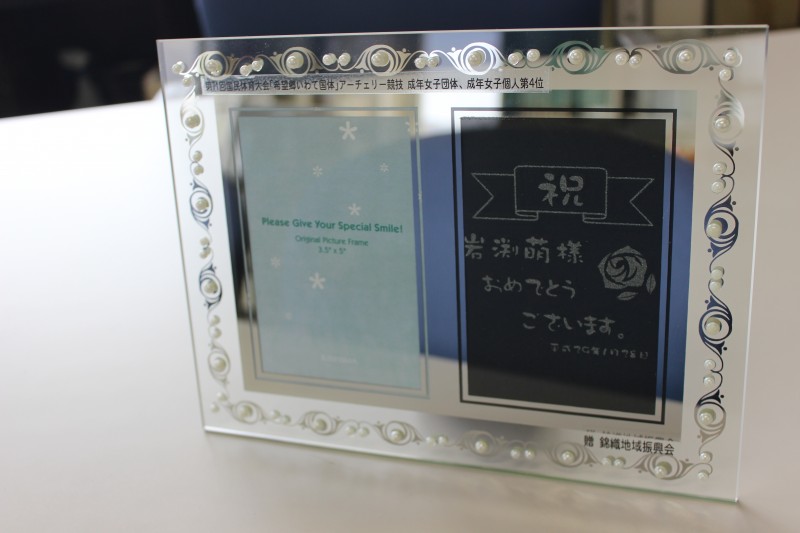 第71回国民体育大会「希望郷いわて国体」アーチェリー競技 成年女子団体、成年女子個人第4位
Please Give Your Special Smile!
Original Picture Frame
3.5" x 5"
祝
岩渕萌様
おめでとう
ございます。
贈 錦織地域振興会